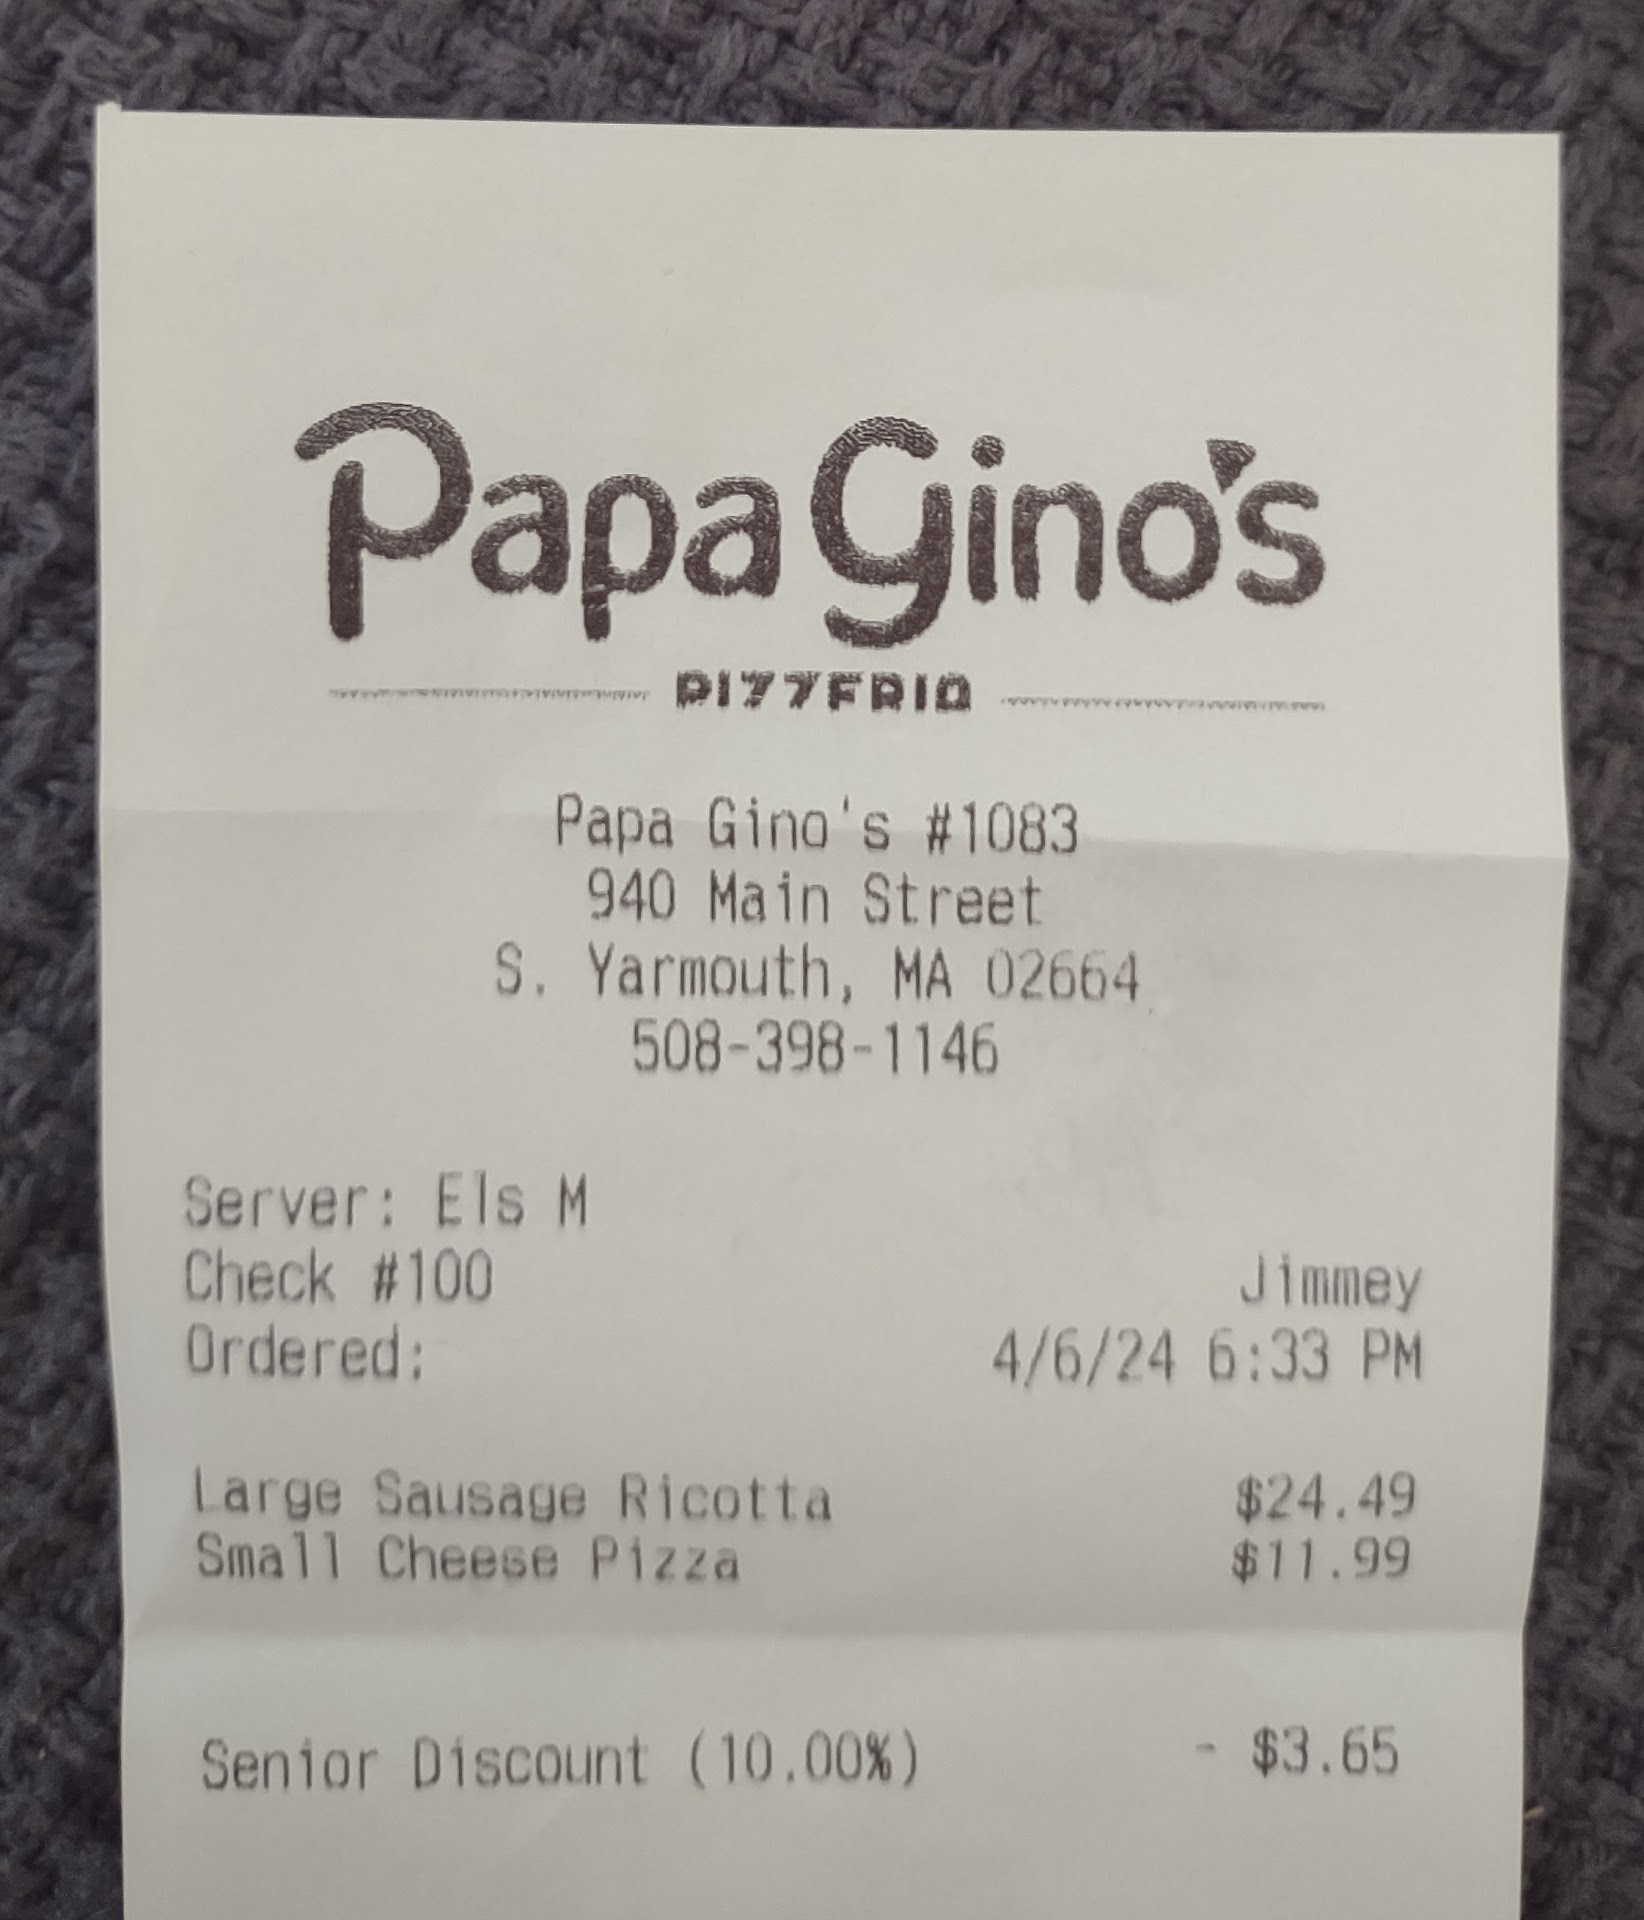 Papa Gino's
PIZZERIA
Papa Gino's #1083
940 Main Street
S. Yarmouth, MA 02664
508-398-1146
Server: Els M
Check #100 Jimmey
Ordered: 4/6/24 6:33 PM
Large Sausage Ricotta $24.49
Small Cheese Pizza $11.99
Senior Discount (10.00%) - $3.65